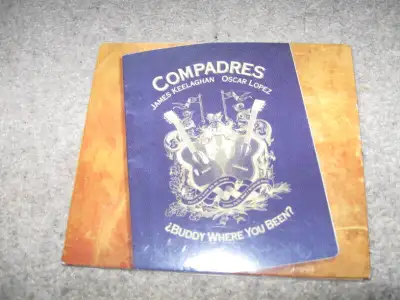 COMPADRES
JAMES KEELAGHAN OSCAR LOPEZ
¿BUDDY WHERE YOU BEEN?